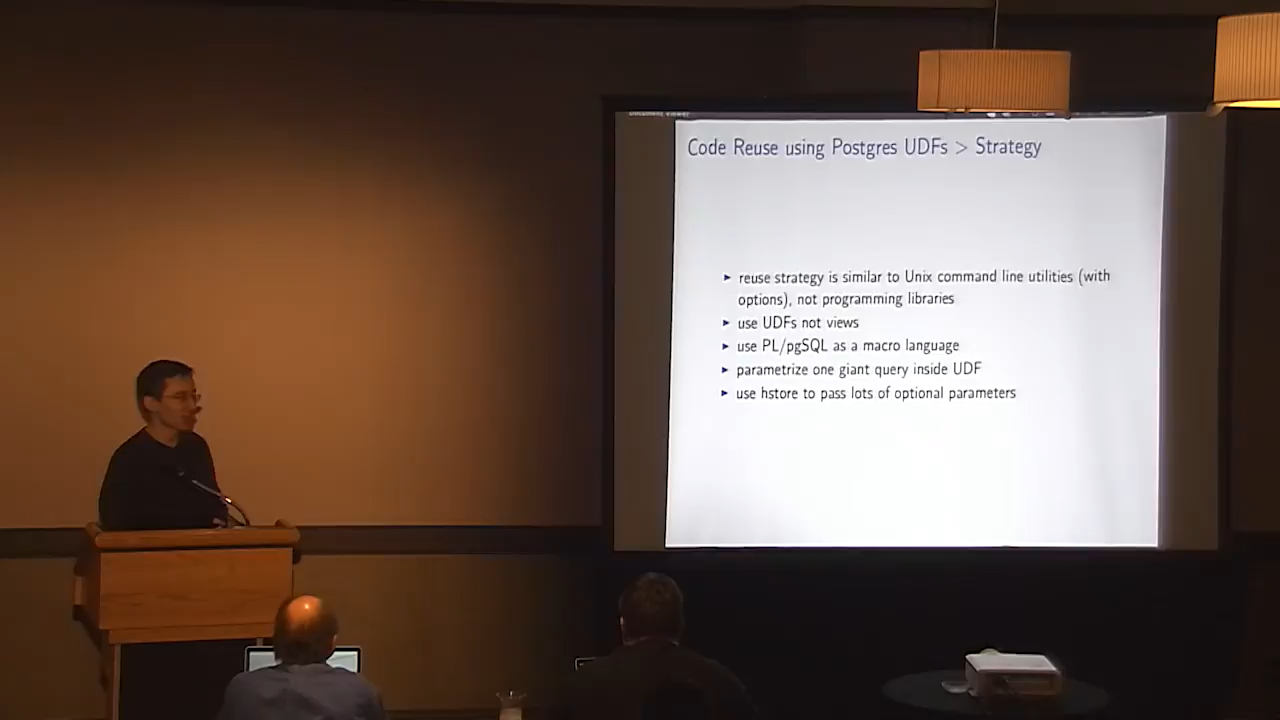 Document Viewer
Code Reuse using Postgres UDFs > Strategy
► reuse strategy is similar to Unix command line utilities (with
options), not programming libraries
► use UDFs not views
► use PL/pgSQL as a macro language
► parametrize one giant query inside UDF
► use hstore to pass lots of optional parameters